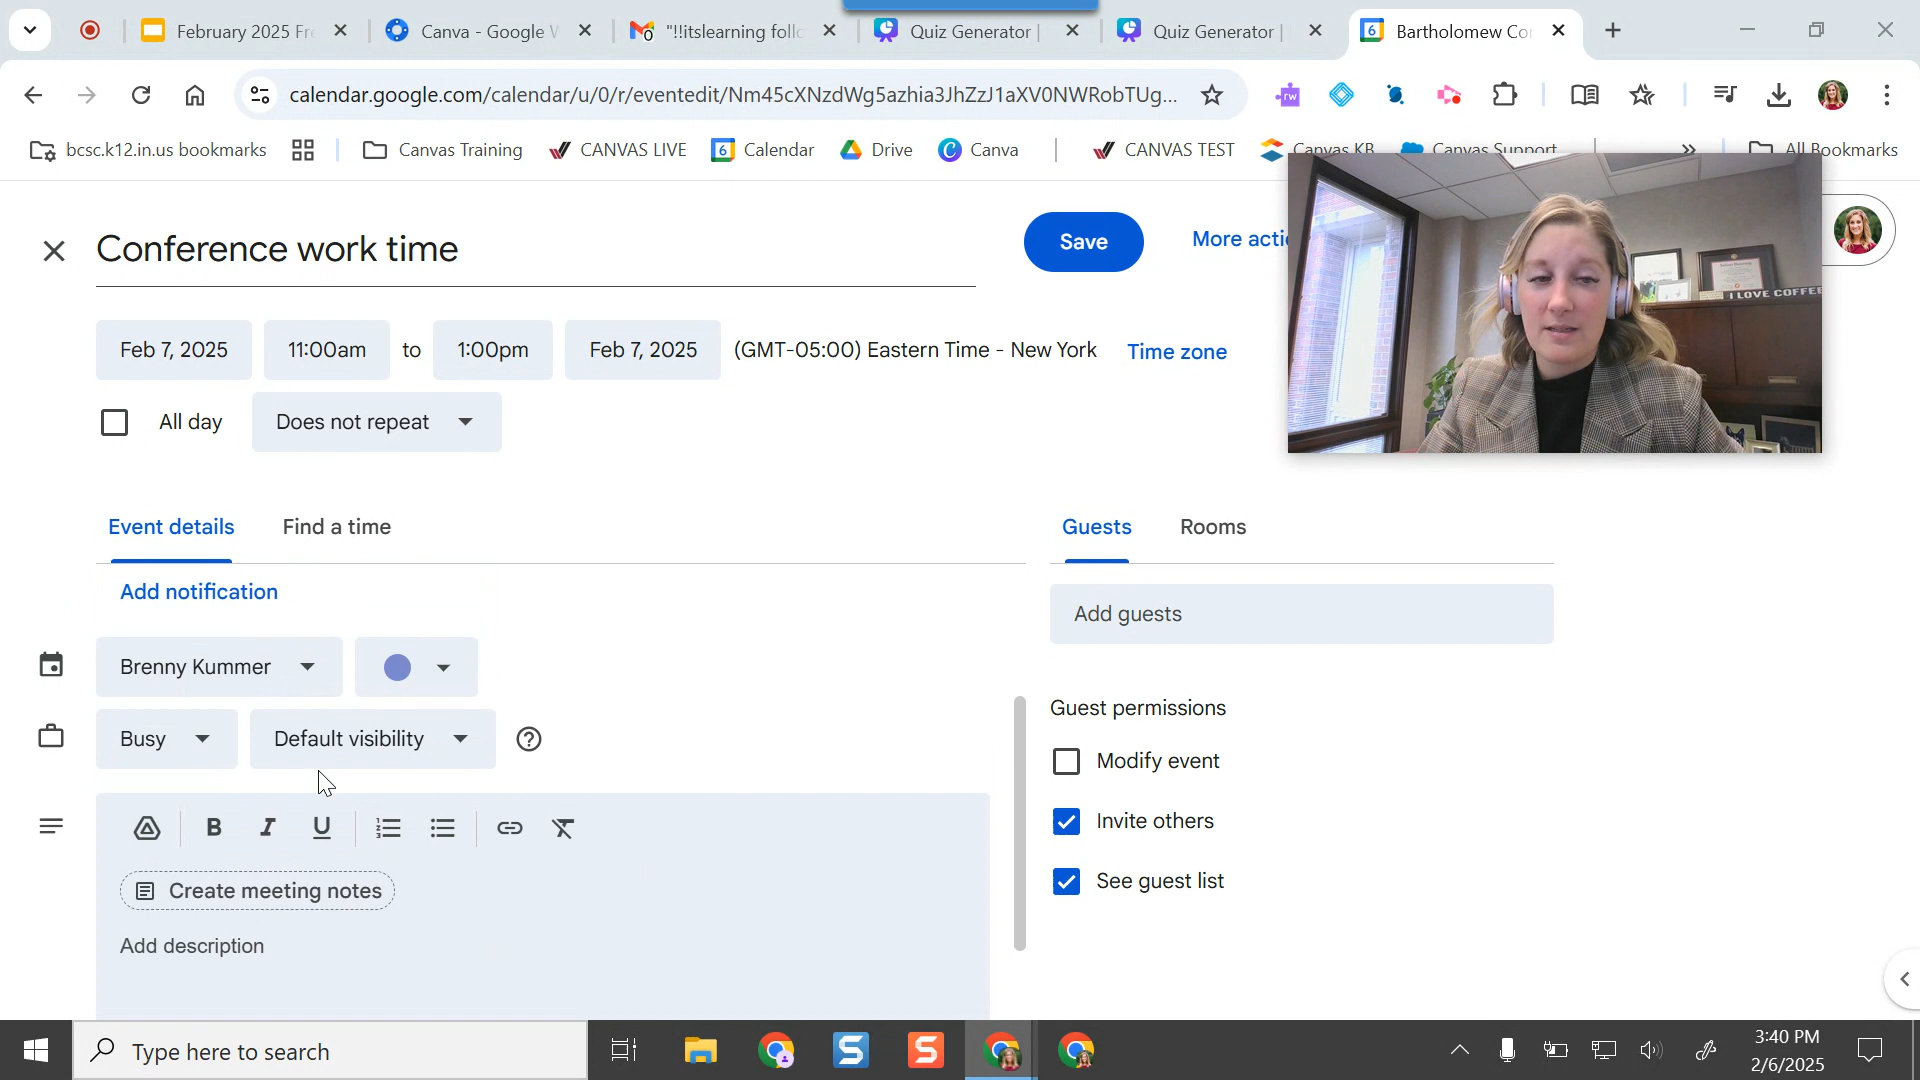 February 2025 Fr
Canva - Google W
"!!itslearning follo
Quiz Generator |
Quiz Generator |
Bartholomew Co
calendar.google.com/calendar/u/0/r/eventedit/Nm45cXNzdWg5azhia3JhZzJ1aXV0NWRobTUg...
bcsc.k12.in.us bookmarks
Canvas Training
CANVAS LIVE
Calendar
Drive
Canva
CANVAS TEST
Canvas KB
Canvas Support
All Bookmarks
Conference work time
Save
More acti
I LOVE COFFEE
Feb 7, 2025
11:00am
to
1:00pm
Feb 7, 2025
(GMT-05:00) Eastern Time - New York
Time zone
All day
Does not repeat
Event details
Find a time
Guests
Rooms
Add notification
Add guests
Brenny Kummer
Guest permissions
Busy
Default visibility
Modify event
Invite others
See guest list
B I U
Create meeting notes
Add description
Type here to search
3:40 PM
2/6/2025